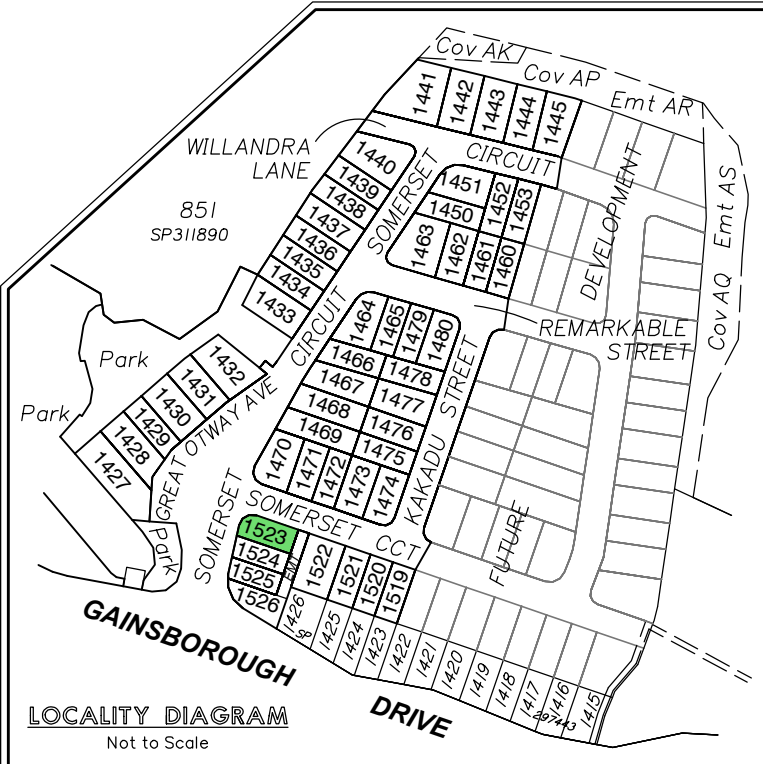 Cov AK
Cov AP
Emt AR
1441
1442
1443
1444
1445
WILLANDRA
LANE
CIRCUIT
1440
1439
1438
1437
1436
1435
1434
1433
SOMERSET
CIRCUIT
851
SP311890
1451
1452
1453
1450
1463
1462
1461
1460
DEVELOPMENT
Emt AS
Cov AQ
REMARKABLE
STREET
1464
1465
1479
1480
1466
1478
1467
1477
1468
1476
1469
1475
1470
1471
1472
1473
1474
KAKADU STREET
Park
Park
1432
1431
1430
1429
1428
1427
GREAT OTWAY AVE
Park
SOMERSET
SOMERSET CCT
1523
1524
1525
1526
EMT
1522
1521
1520
1519
FUTURE
1426
SP
1425
1424
1423
1422
1421
1420
1419
1418
1417
1416
1415
297443
GAINSBOROUGH
DRIVE
LOCALITY DIAGRAM
Not to Scale